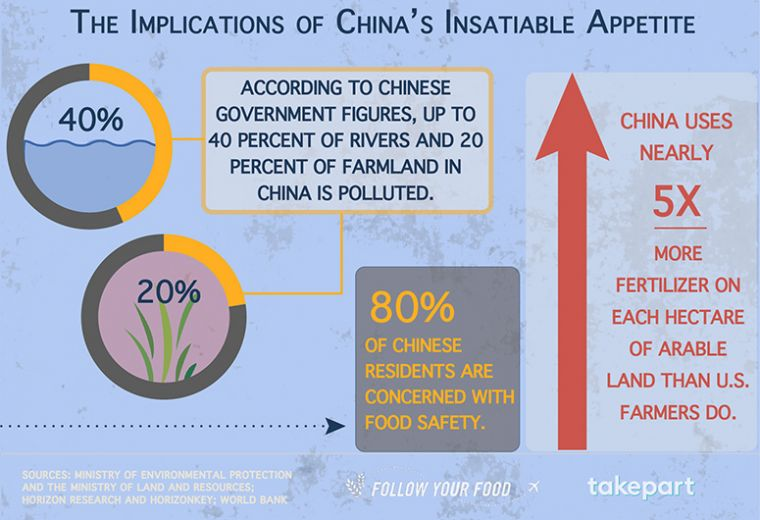 THE IMPLICATIONS OF CHINA'S INSATIABLE APPETITE
40%
ACCORDING TO CHINESE
GOVERNMENT FIGURES, UP TO
40 PERCENT OF RIVERS AND 20
PERCENT OF FARMLAND IN
CHINA IS POLLUTED.
20%
80%
OF CHINESE
RESIDENTS ARE
CONCERNED WITH
FOOD SAFETY.
CHINA USES
NEARLY
5X
MORE
FERTILIZER ON
EACH HECTARE
OF ARABLE
LAND THAN U.S.
FARMERS DO.
SOURCES: MINISTRY OF ENVIRONMENTAL PROTECTION
AND THE MINISTRY OF LAND AND RESOURCES;
HORIZON RESEARCH AND HORIZONKEY; WORLD BANK
FOLLOW YOUR FOOD
takepart